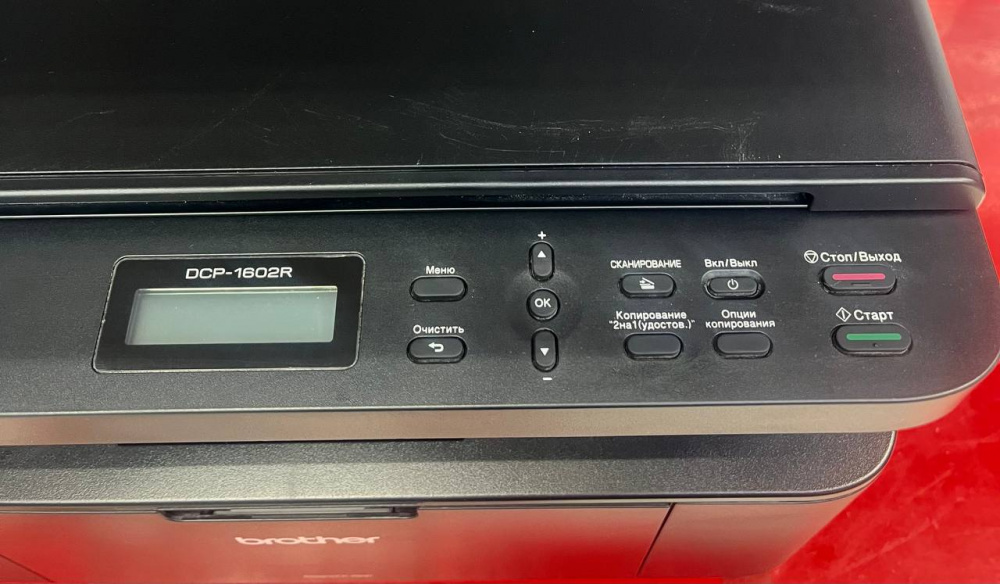 DCP-1602R
Меню
Очистить
+
OK
−
СКАНИРОВАНИЕ
Вкл/Выкл
Копирование
"2на1(удостов.)"
Опции
копирования
Стоп/Выход
Старт
brother